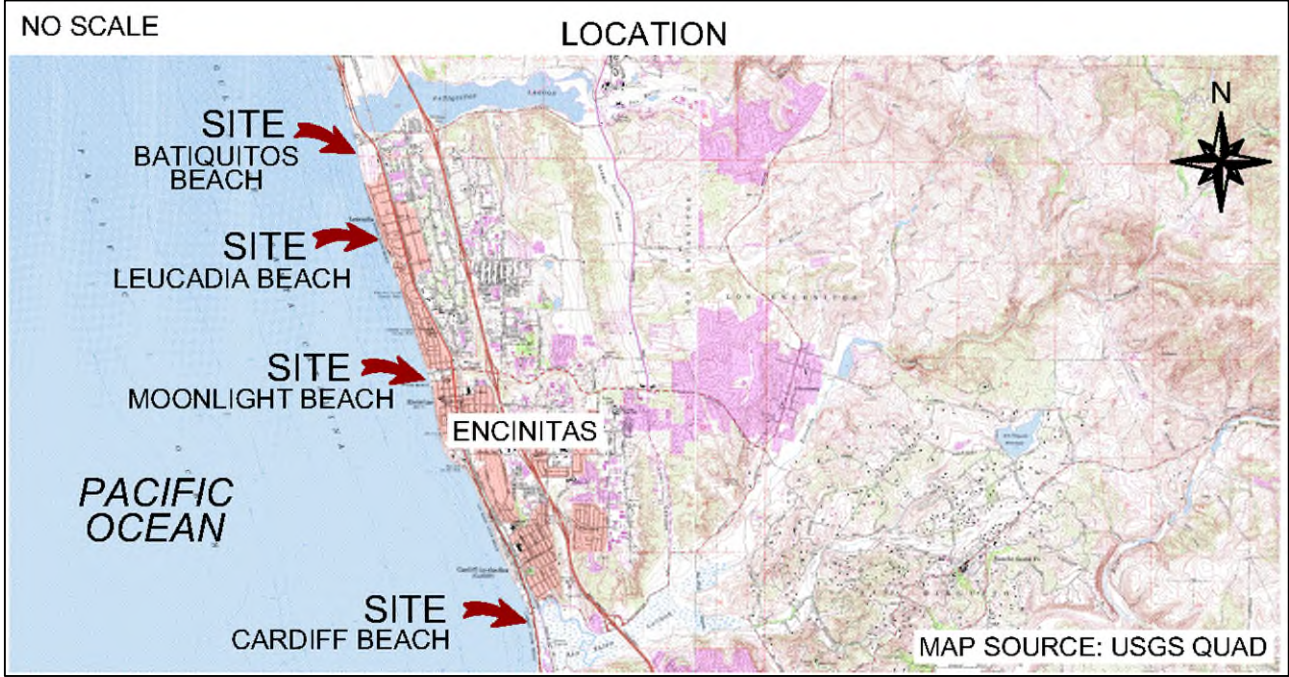 NO SCALE
LOCATION
N
SITE
BATIQUITOS
BEACH
SITE
LEUCADIA BEACH
SITE
MOONLIGHT BEACH
ENCINITAS
PACIFIC
OCEAN
SITE
CARDIFF BEACH
MAP SOURCE: USGS QUAD